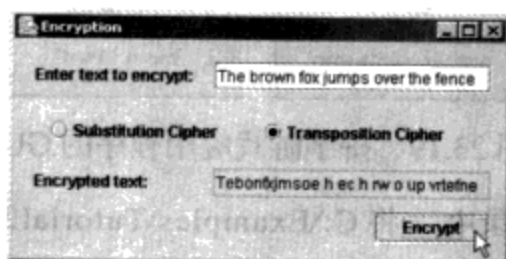 Encryption
Enter text to encrypt: The brown fox jumps over the fence
Substitution Cipher Transposition Cipher
Encrypted text: Tebonfxjmsoe h ec h rw o up vrtefne
Encrypt